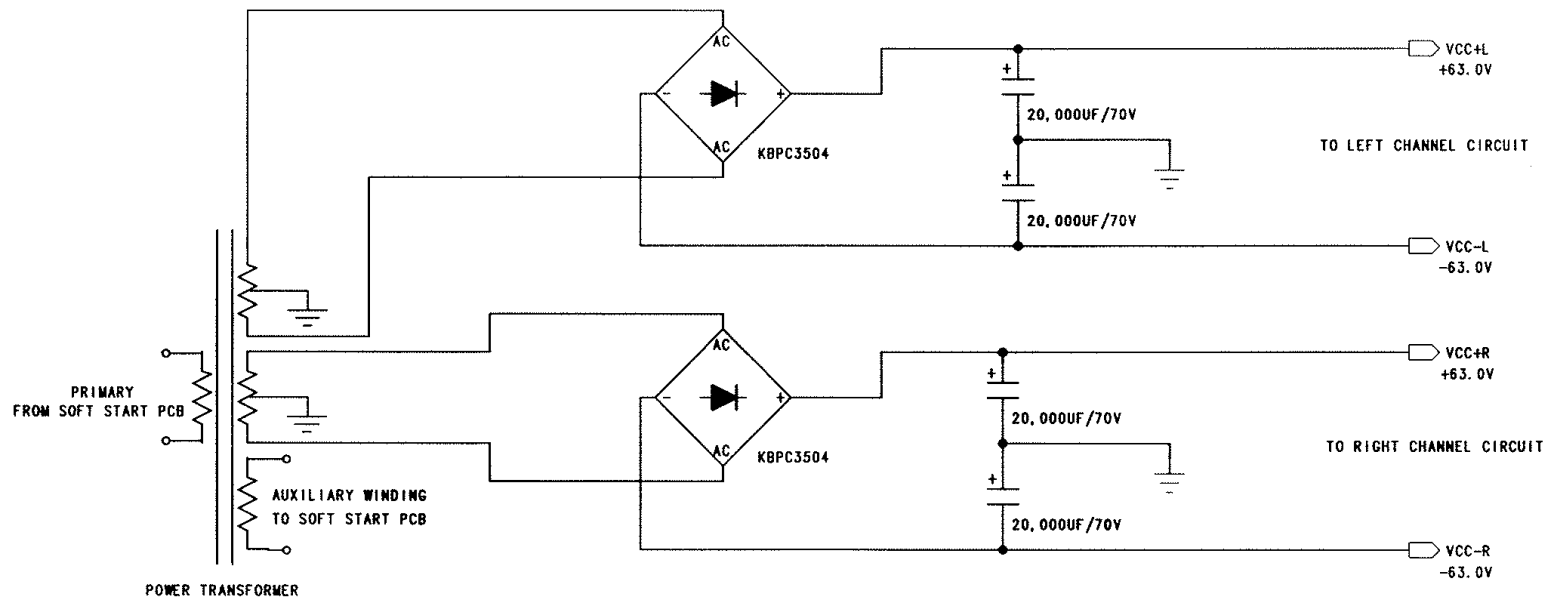 AC
- +
AC
KBPC3504
+
20,000UF/70V
+
20,000UF/70V
VCC+L
+63.0V
TO LEFT CHANNEL CIRCUIT
VCC-L
-63.0V
PRIMARY
FROM SOFT START PCB
AC
- +
AC
KBPC3504
+
20,000UF/70V
+
20,000UF/70V
VCC+R
+63.0V
TO RIGHT CHANNEL CIRCUIT
VCC-R
-63.0V
AUXILIARY WINDING
TO SOFT START PCB
POWER TRANSFORMER